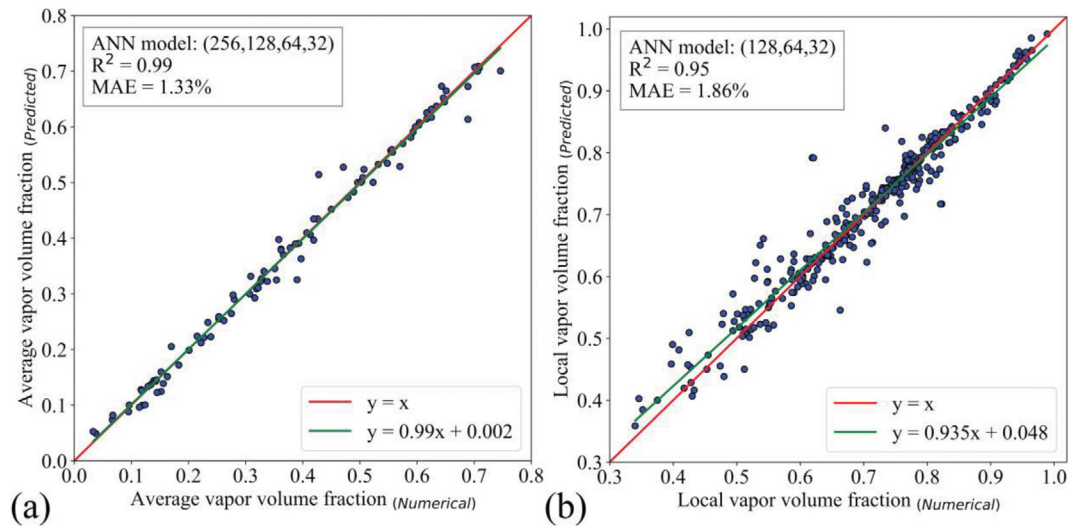 ANN model: (256,128,64,32)
R² = 0.99
MAE = 1.33%
y = x
y = 0.99x + 0.002
0.8
0.7
0.6
0.5
0.4
0.3
0.2
0.1
0.0
Average vapor volume fraction (Predicted)
0.0 0.1 0.2 0.3 0.4 0.5 0.6 0.7 0.8
Average vapor volume fraction (Numerical)
(a)
ANN model: (128,64,32)
R² = 0.95
MAE = 1.86%
y = x
y = 0.935x + 0.048
1.0
0.9
0.8
0.7
0.6
0.5
0.4
0.3
Local vapor volume fraction (Predicted)
0.3 0.4 0.5 0.6 0.7 0.8 0.9 1.0
Local vapor volume fraction (Numerical)
(b)